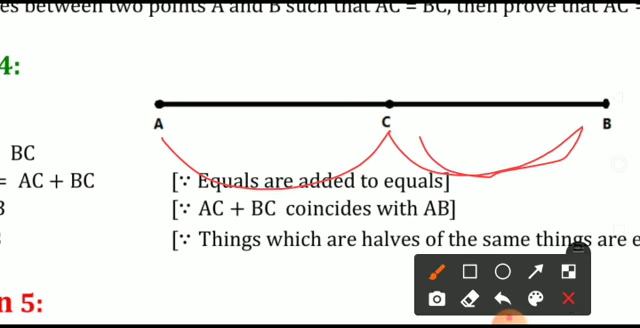 es between two points A and B such that AC = BC, then prove that AC =
4:
A C B
BC
= AC + BC [∵ Equals are added to equals]
[∵ AC + BC coincides with AB]
[∵ Things which are halves of the same things are e
n 5: